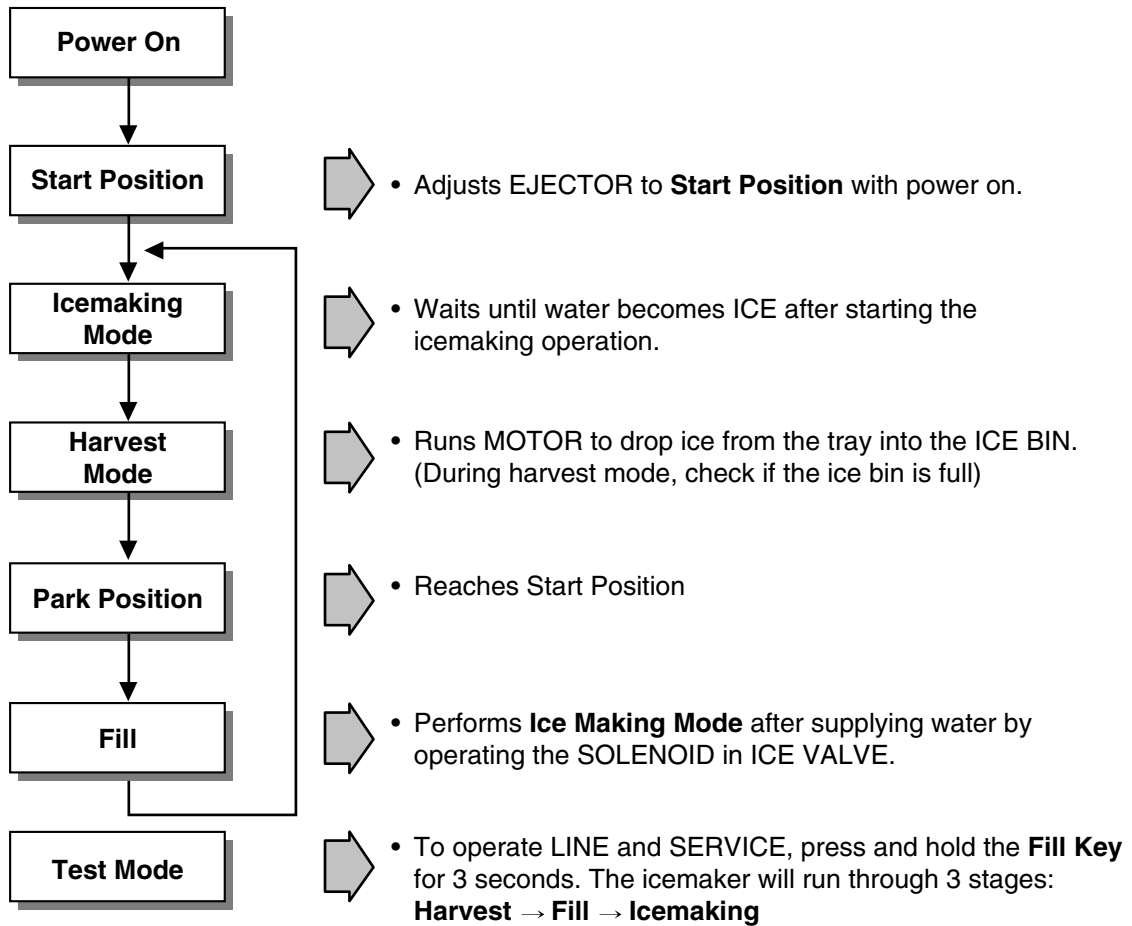 Power On
Start Position
• Adjusts EJECTOR to Start Position with power on.
Icemaking
Mode
• Waits until water becomes ICE after starting the
icemaking operation.
Harvest
Mode
• Runs MOTOR to drop ice from the tray into the ICE BIN.
(During harvest mode, check if the ice bin is full)
Park Position
• Reaches Start Position
Fill
• Performs Ice Making Mode after supplying water by
operating the SOLENOID in ICE VALVE.
Test Mode
• To operate LINE and SERVICE, press and hold the Fill Key
for 3 seconds. The icemaker will run through 3 stages:
Harvest → Fill → Icemaking